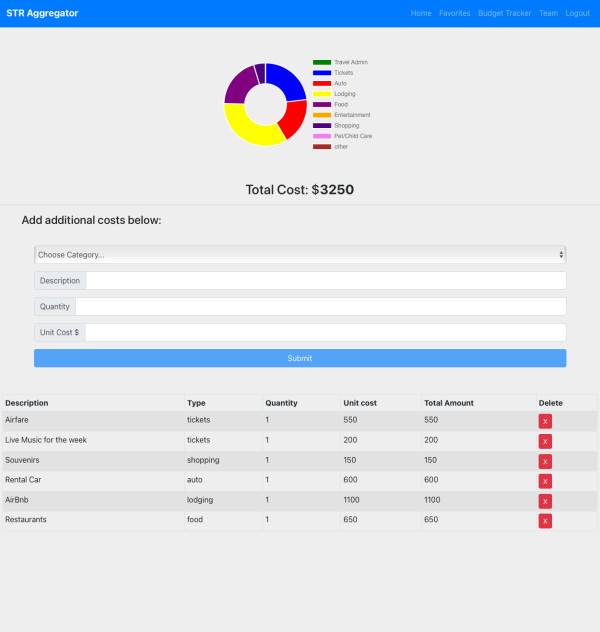 STR Aggregator Home Favorites Budget Tracker Team Logout
Travel Admin
Tickets
Auto
Lodging
Food
Entertainment
Shopping
Pet/Child Care
other
Total Cost: $3250
Add additional costs below:
Choose Category...
Description
Quantity
Unit Cost $
Submit
Description Type Quantity Unit cost Total Amount Delete
Airfare tickets 1 550 550 X
Live Music for the week tickets 1 200 200 X
Souvenirs shopping 1 150 150 X
Rental Car auto 1 600 600 X
AirBnb lodging 1 1100 1100 X
Restaurants food 1 650 650 X